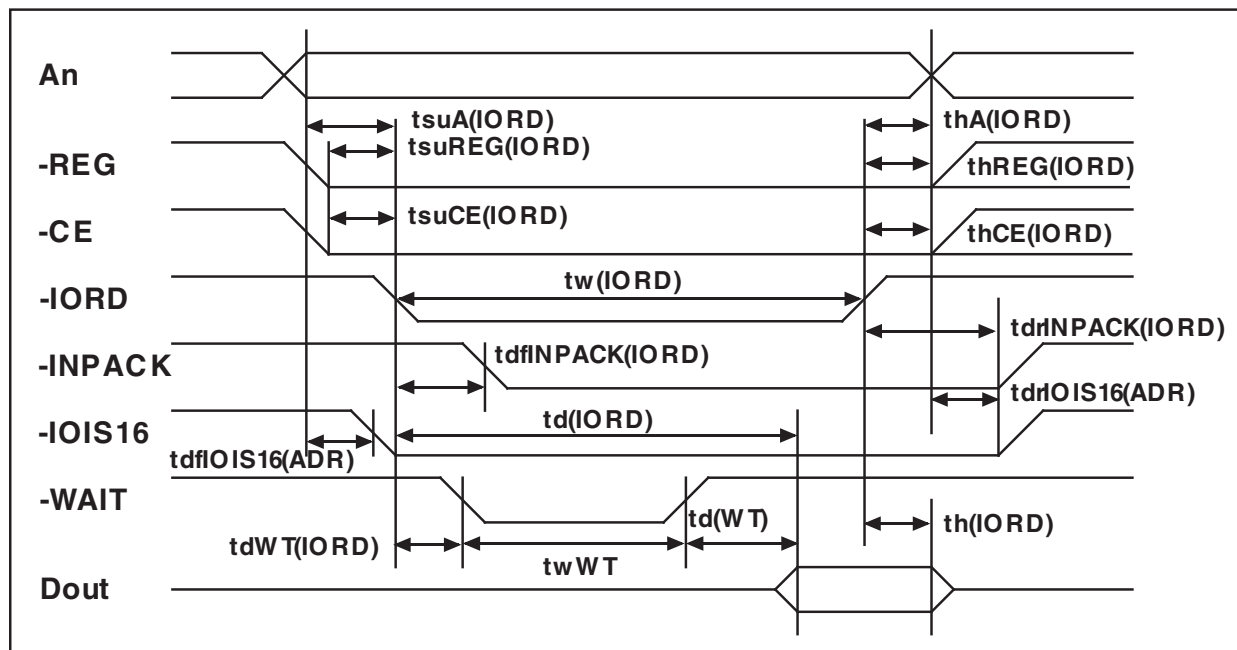 An
tsuA(IORD)
thA(IORD)
tsuREG(IORD)
-REG
thREG(IORD)
tsuCE(IORD)
-CE
thCE(IORD)
-IORD
tw(IORD)
tdrINPACK(IORD)
-INPACK
tdfINPACK(IORD)
tdrIOIS16(ADR)
-IOIS16
td(IORD)
tdfIOIS16(ADR)
-WAIT
td(WT)
th(IORD)
tdWT(IORD)
twWT
Dout